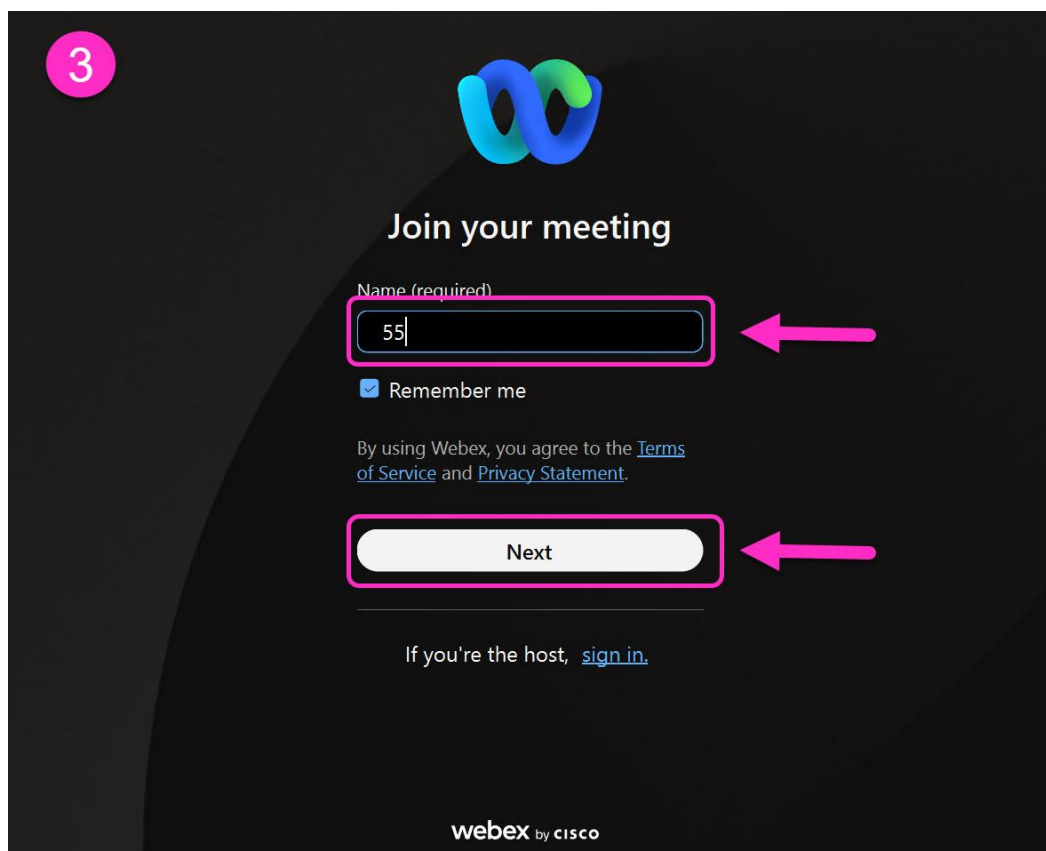 3
Join your meeting
Name (required)
55
Remember me
By using Webex, you agree to the Terms
of Service and Privacy Statement.
Next
If you're the host, sign in.
webex by CISCO